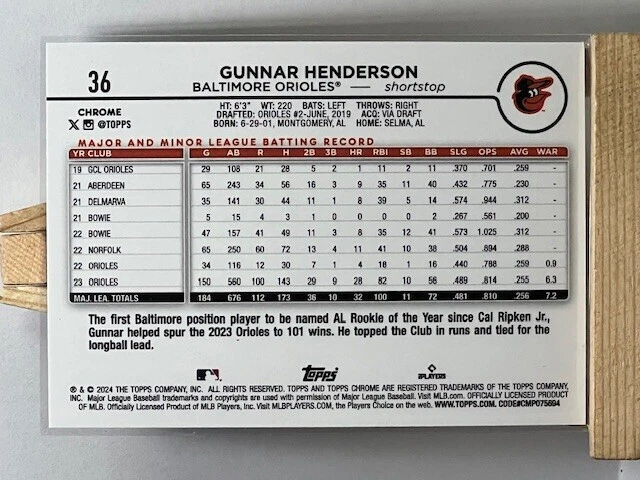 36
GUNNAR HENDERSON
BALTIMORE ORIOLES® shortstop
CHROME
@TOPPS
HT: 6'3" WT: 220 BATS: LEFT THROWS: RIGHT
DRAFTED: ORIOLES #2-JUNE, 2019 ACQ: VIA DRAFT
BORN: 6-29-01, MONTGOMERY, AL HOME: SELMA, AL
MAJOR AND MINOR LEAGUE BATTING RECORD
YR CLUB G AB R H 2B 3B HR RBI SB BB SLG OPS AVG WAR
19 GCL ORIOLES 29 108 21 28 5 2 1 11 2 11 .370 .701 .259 -
21 ABERDEEN 65 243 34 56 16 3 9 35 11 40 .432 .775 .230 -
21 DELMARVA 35 141 30 44 11 1 8 39 5 14 .574 .944 .312 -
21 BOWIE 5 15 4 3 1 0 0 0 0 2 .267 .561 .200 -
22 BOWIE 47 157 41 49 11 3 8 35 12 41 .573 1.025 .312 -
22 NORFOLK 65 250 60 72 13 4 11 41 10 38 .504 .894 .288 -
22 ORIOLES 34 116 12 30 7 1 4 18 1 16 .440 .788 .259 0.9
23 ORIOLES 150 560 100 143 29 9 28 82 10 56 .489 .814 .255 6.3
MAJ. LEA. TOTALS 184 676 112 173 36 10 32 100 11 72 .481 .810 .256 7.2
The first Baltimore position player to be named AL Rookie of the Year since Cal Ripken Jr.,
Gunnar helped spur the 2023 Orioles to 101 wins. He topped the Club in runs and tied for the
longball lead.
Topps
PLAYERS
® & © 2024 THE TOPPS COMPANY, INC. ALL RIGHTS RESERVED. TOPPS AND TOPPS CHROME ARE REGISTERED TRADEMARKS OF THE TOPPS COMPANY,
INC. Major League Baseball trademarks and copyrights are used with permission of Major League Baseball. Visit MLB.com. OFFICIALLY LICENSED PRODUCT
OF MLB. Officially Licensed Product of MLB Players, Inc. Visit MLBPLAYERS.COM, the Players Choice on the web. WWW.TOPPS.COM. CODE#CMP075694